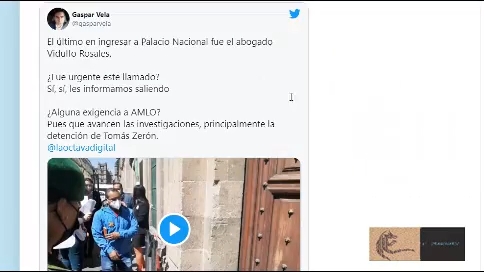 Gaspar Vela
@gasparvela
El último en ingresar a Palacio Nacional fue el abogado
Vidulfo Rosales.
¿Fue urgente este llamado?
Sí, sí, les informamos saliendo
¿Alguna exigencia a AMLO?
Pues que avancen las investigaciones, principalmente la
detención de Tomás Zerón.
@laoctavadigital